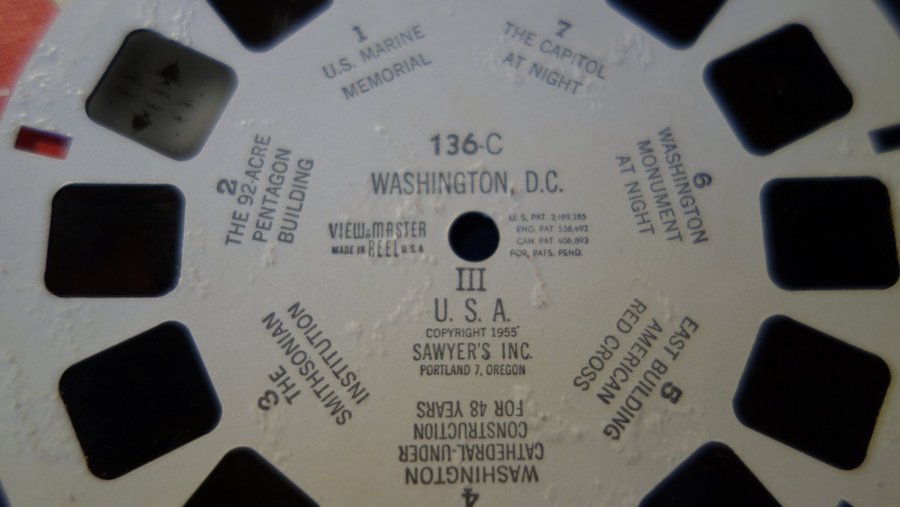 1
U.S. MARINE
MEMORIAL
7
THE CAPITOL
AT NIGHT
136-C
WASHINGTON, D.C.
2
THE 92-ACRE
PENTAGON
BUILDING
6
WASHINGTON
MONUMENT
AT NIGHT
VIEW-MASTER
MADE IN REEL U.S.A.
U.S. PAT. 2,189,285
ENG. PAT 538,492
CAN. PAT. 406,893
FOR. PATS. PEND.
III
U. S. A.
COPYRIGHT 1955
SAWYER'S INC.
PORTLAND 7, OREGON
3
THE
SMITHSONIAN
INSTITUTION
5
EAST BUILDING
AMERICAN
RED CROSS
4
WASHINGTON
CATHEDRAL-UNDER
CONSTRUCTION
FOR 48 YEARS